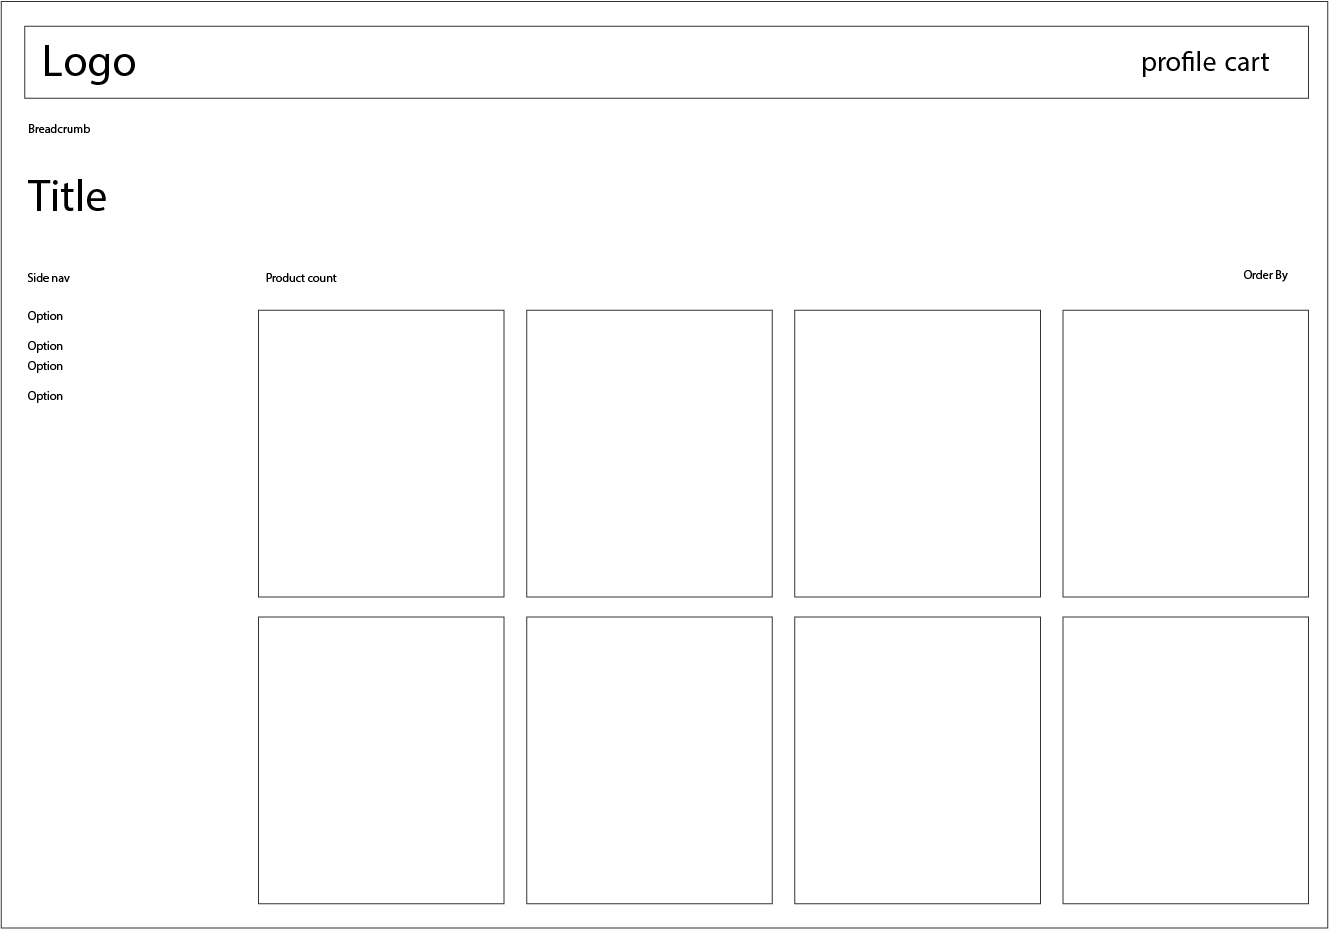 Logo
profile cart
Breadcrumb
Title
Side nav
Product count
Order By
Option
Option
Option
Option